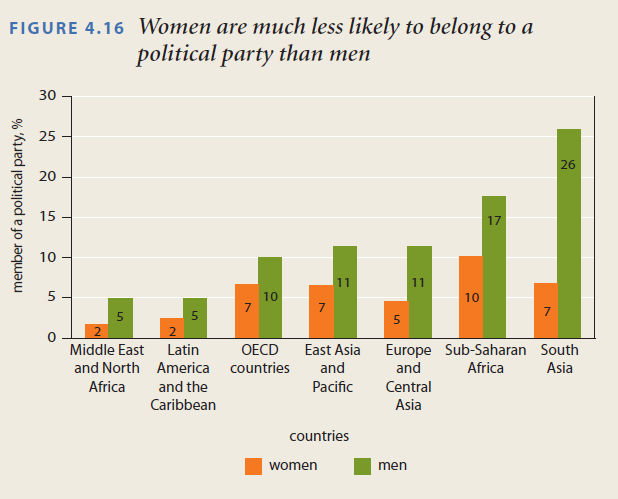 FIGURE 4.16 Women are much less likely to belong to a
political party than men
member of a political party, %
30
25
20
15
10
5
0
2
5
2
5
7
10
7
11
5
11
10
17
7
26
Middle East
and North
Africa
Latin
America
and the
Caribbean
OECD
countries
East Asia
and
Pacific
Europe
and
Central
Asia
Sub-Saharan
Africa
South
Asia
countries
women
men